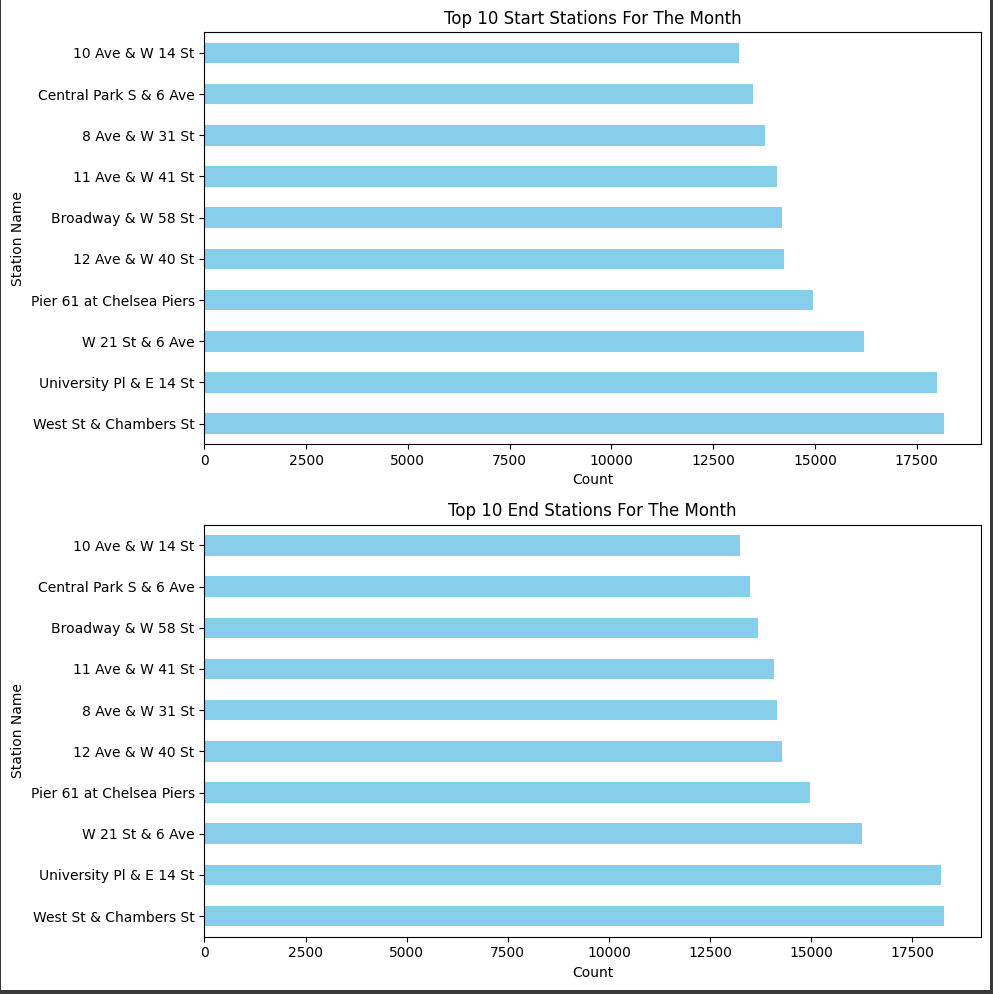 Top 10 Start Stations For The Month
Station Name
10 Ave & W 14 St
Central Park S & 6 Ave
8 Ave & W 31 St
11 Ave & W 41 St
Broadway & W 58 St
12 Ave & W 40 St
Pier 61 at Chelsea Piers
W 21 St & 6 Ave
University Pl & E 14 St
West St & Chambers St
0 2500 5000 7500 10000 12500 15000 17500
Count
Top 10 End Stations For The Month
Station Name
10 Ave & W 14 St
Central Park S & 6 Ave
Broadway & W 58 St
11 Ave & W 41 St
8 Ave & W 31 St
12 Ave & W 40 St
Pier 61 at Chelsea Piers
W 21 St & 6 Ave
University Pl & E 14 St
West St & Chambers St
0 2500 5000 7500 10000 12500 15000 17500
Count